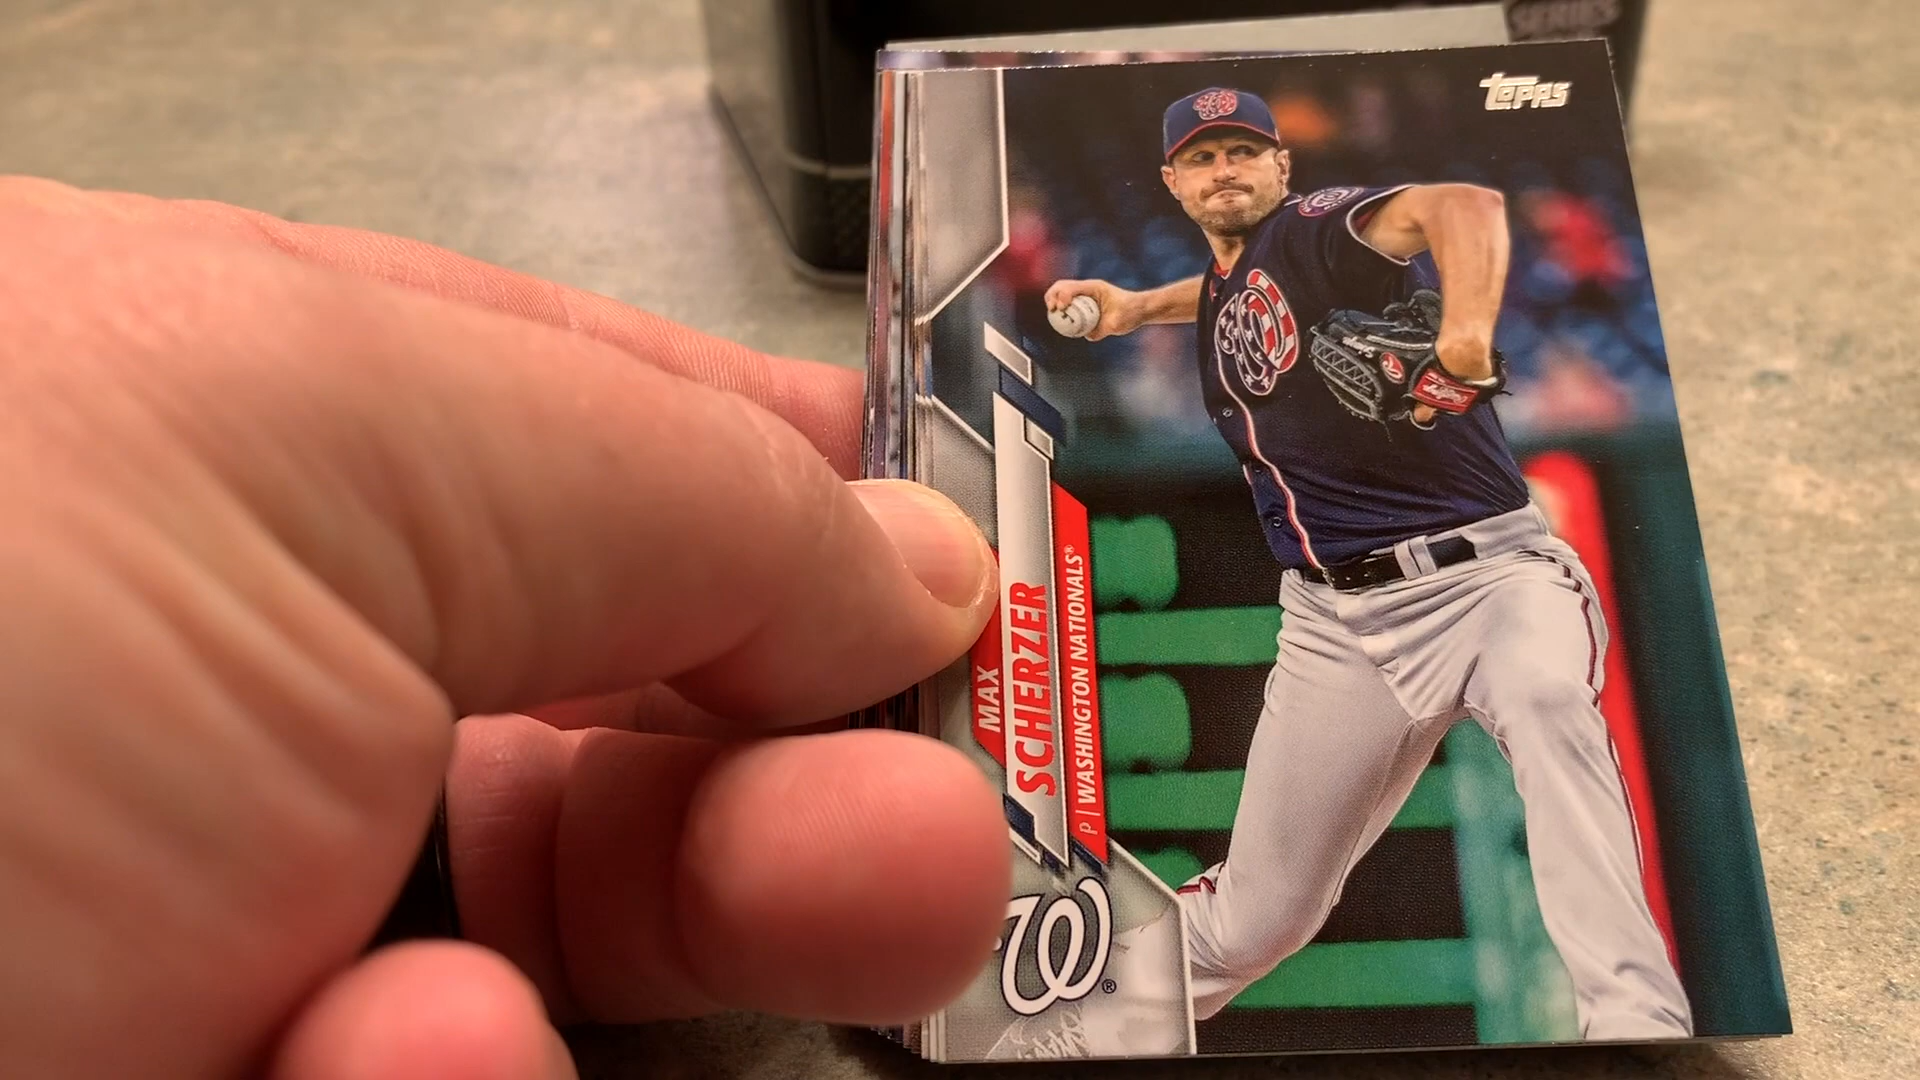 SERIES
topps
MAX
SCHERZER
P | WASHINGTON NATIONALS®
W®